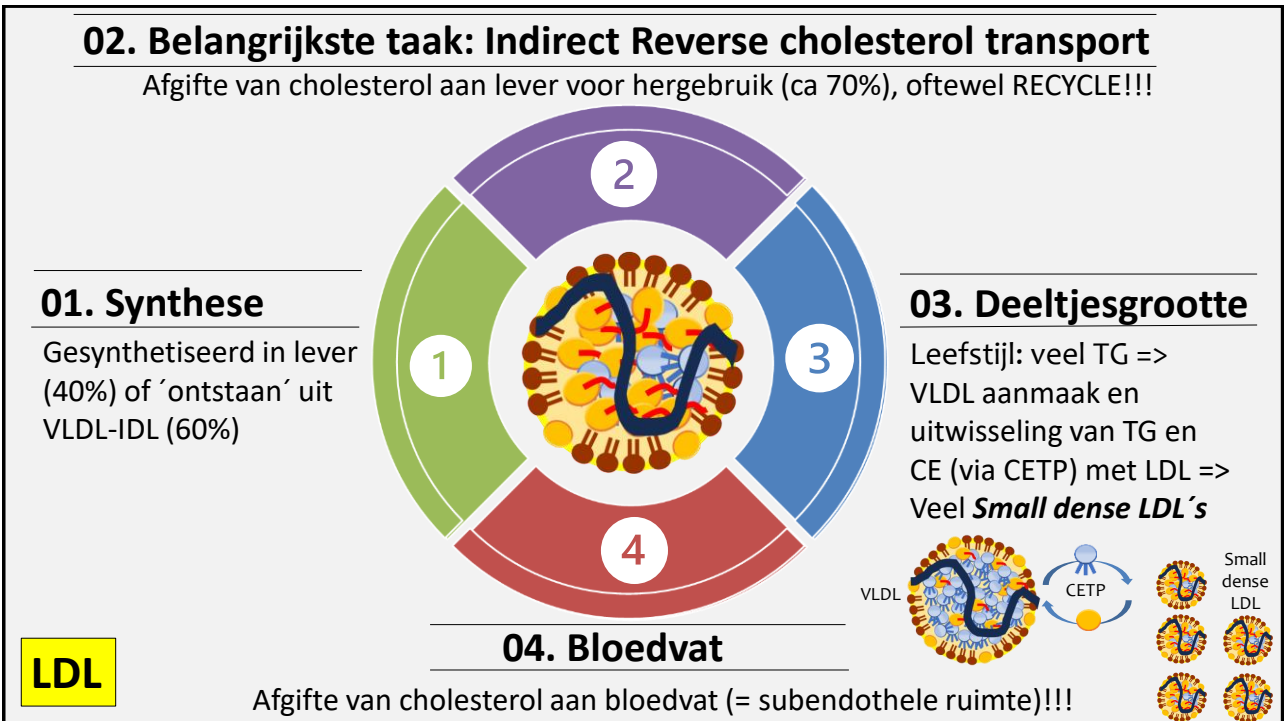 02. Belangrijkste taak: Indirect Reverse cholesterol transport
Afgifte van cholesterol aan lever voor hergebruik (ca 70%), oftewel RECYCLE!!!
2
01. Synthese
Gesynthetiseerd in lever
(40%) of ´ontstaan´ uit
VLDL-IDL (60%)
1
3
03. Deeltjesgrootte
Leefstijl: veel TG =>
VLDL aanmaak en
uitwisseling van TG en
CE (via CETP) met LDL =>
Veel Small dense LDL´s
VLDL
CETP
Small
dense
LDL
4
04. Bloedvat
Afgifte van cholesterol aan bloedvat (= subendothele ruimte)!!!
LDL